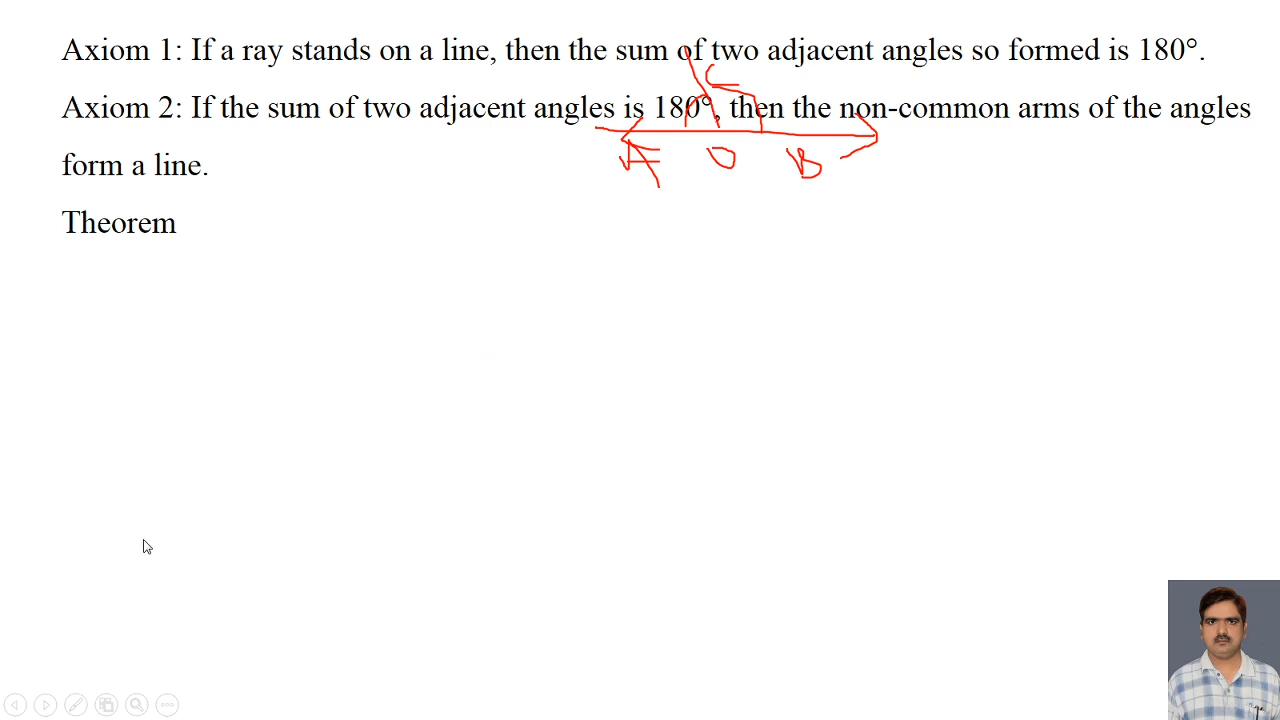 Axiom 1: If a ray stands on a line, then the sum of two adjacent angles so formed is 180°.
C
Axiom 2: If the sum of two adjacent angles is 180°, then the non-common arms of the angles
A O B
form a line.
Theorem